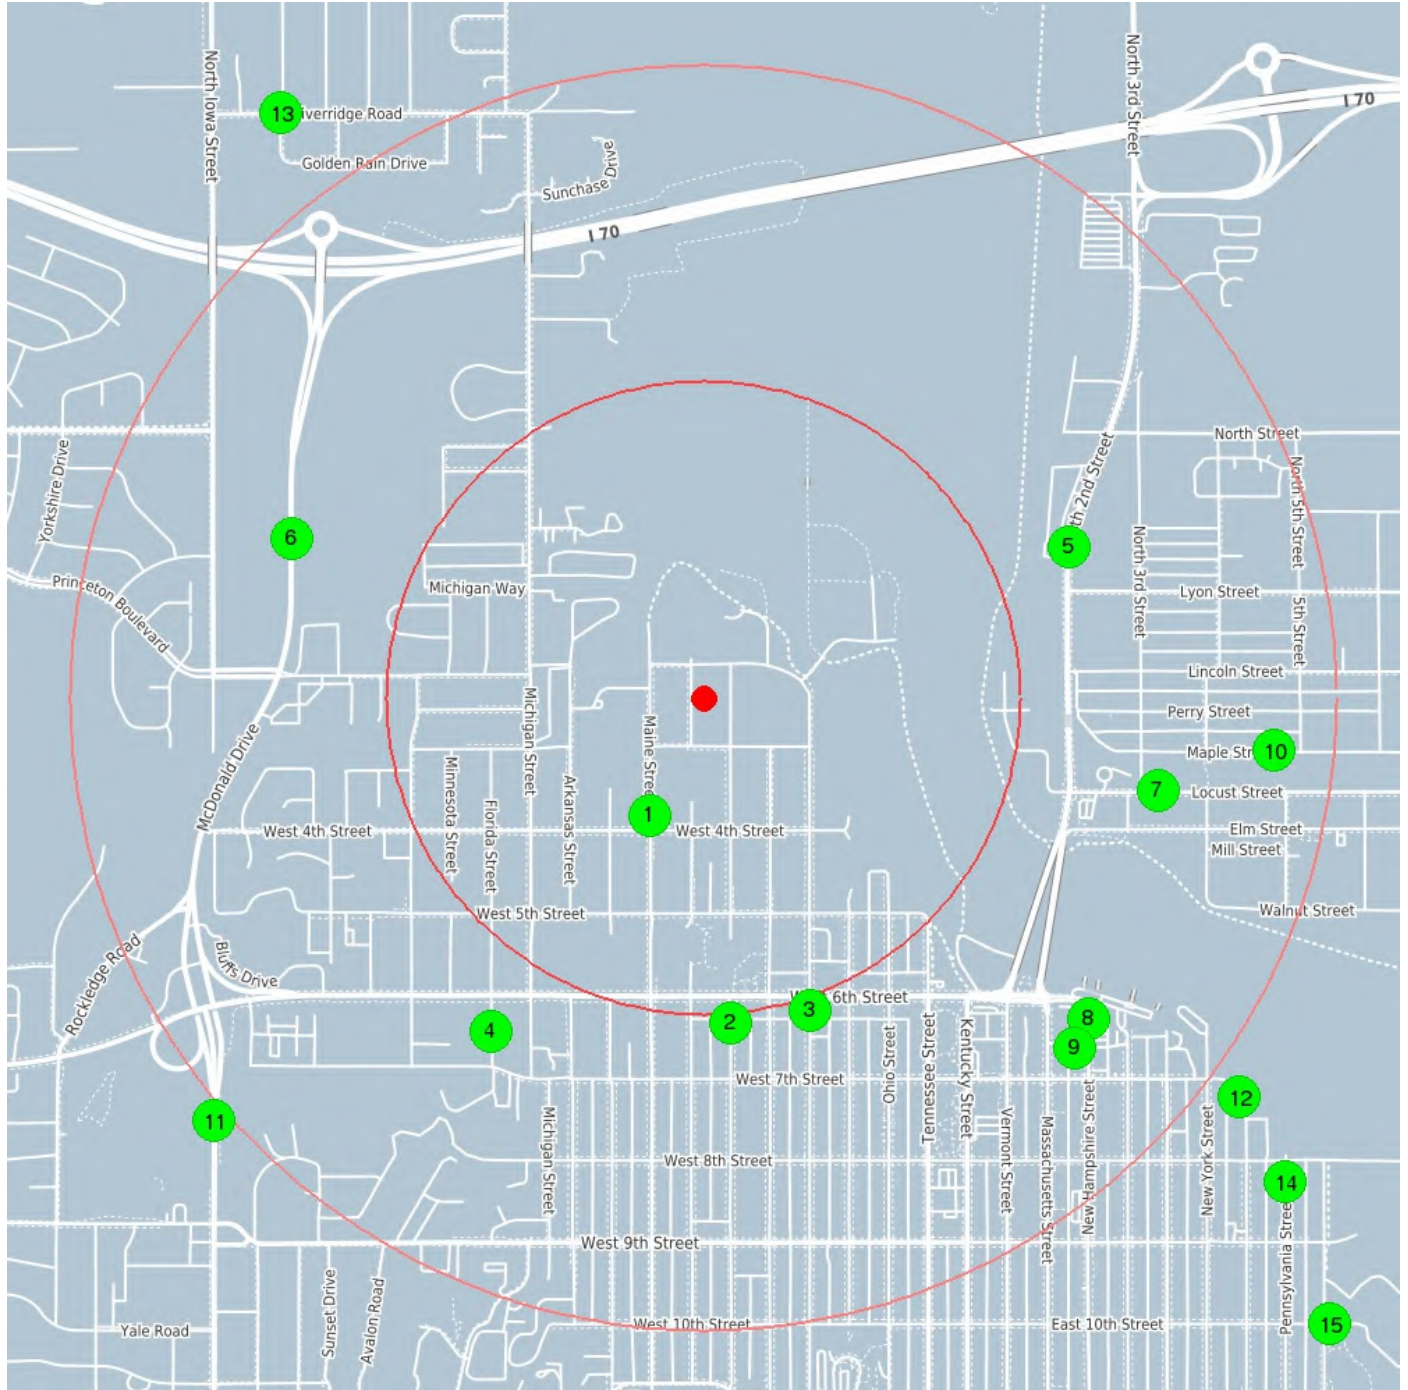 North Iowa Street
North 3rd Street
I 70
13
iverridge Road
Golden Rain Drive
Sunchase Drive
I 70
North Street
Yorkshire Drive
th 2nd Street
North 5th Street
6
5
North 3rd Street
Princeton Boulevard
Michigan Way
Lyon Street
5th Street
Lincoln Street
Michigan Street
Maine Stree
Perry Street
McDonald Drive
Maple Str
10
Minnesota Street
Arkansas Street
7
Locust Street
Florida Street
1
West 4th Street
West 4th Street
Elm Street
Mill Street
West 5th Street
Walnut Street
Rockledge Road
Bluffs Drive
6th Street
3
2
4
8
9
Ohio Street
Tennessee Street
Kentucky Street
West 7th Street
12
11
Michigan Street
Vermont Street
Massachusetts Street
New Hampshire Street
New York Street
West 8th Street
14
Pennsylvania Street
West 9th Street
Sunset Drive
Avalon Road
Yale Road
West 10th Street
East 10th Street
15